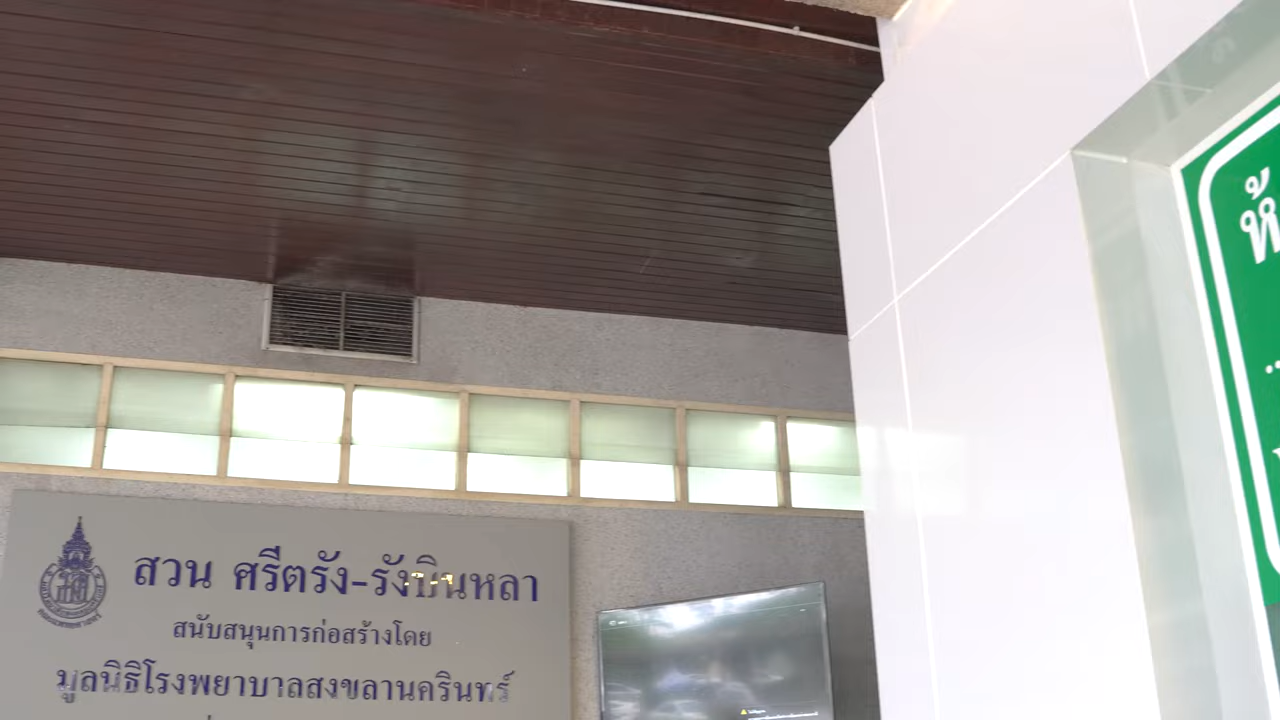 สวน ศรีตรัง-รังบินหลา
สนับสนุนการก่อสร้างโดย
มูลนิธิโรงพยาบาลสงขลานครินทร์
ห้